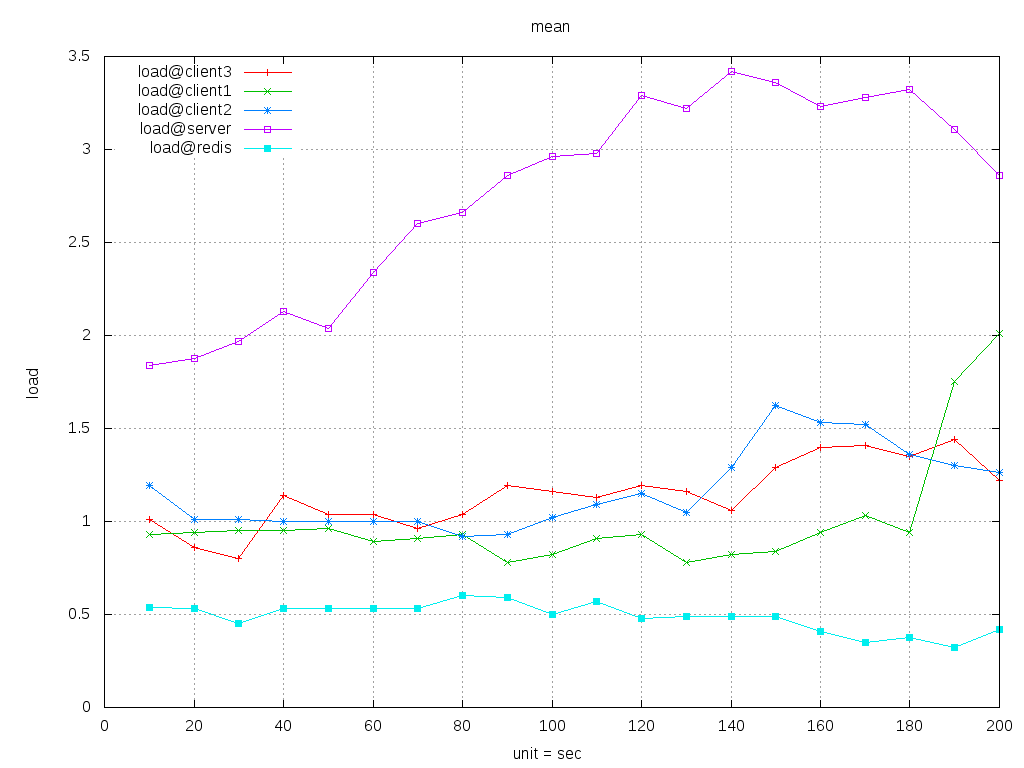 mean
3.5
3
2.5
2
1.5
1
0.5
0
load@client3
load@client1
load@client2
load@server
load@redis
load
0 20 40 60 80 100 120 140 160 180 200
unit = sec